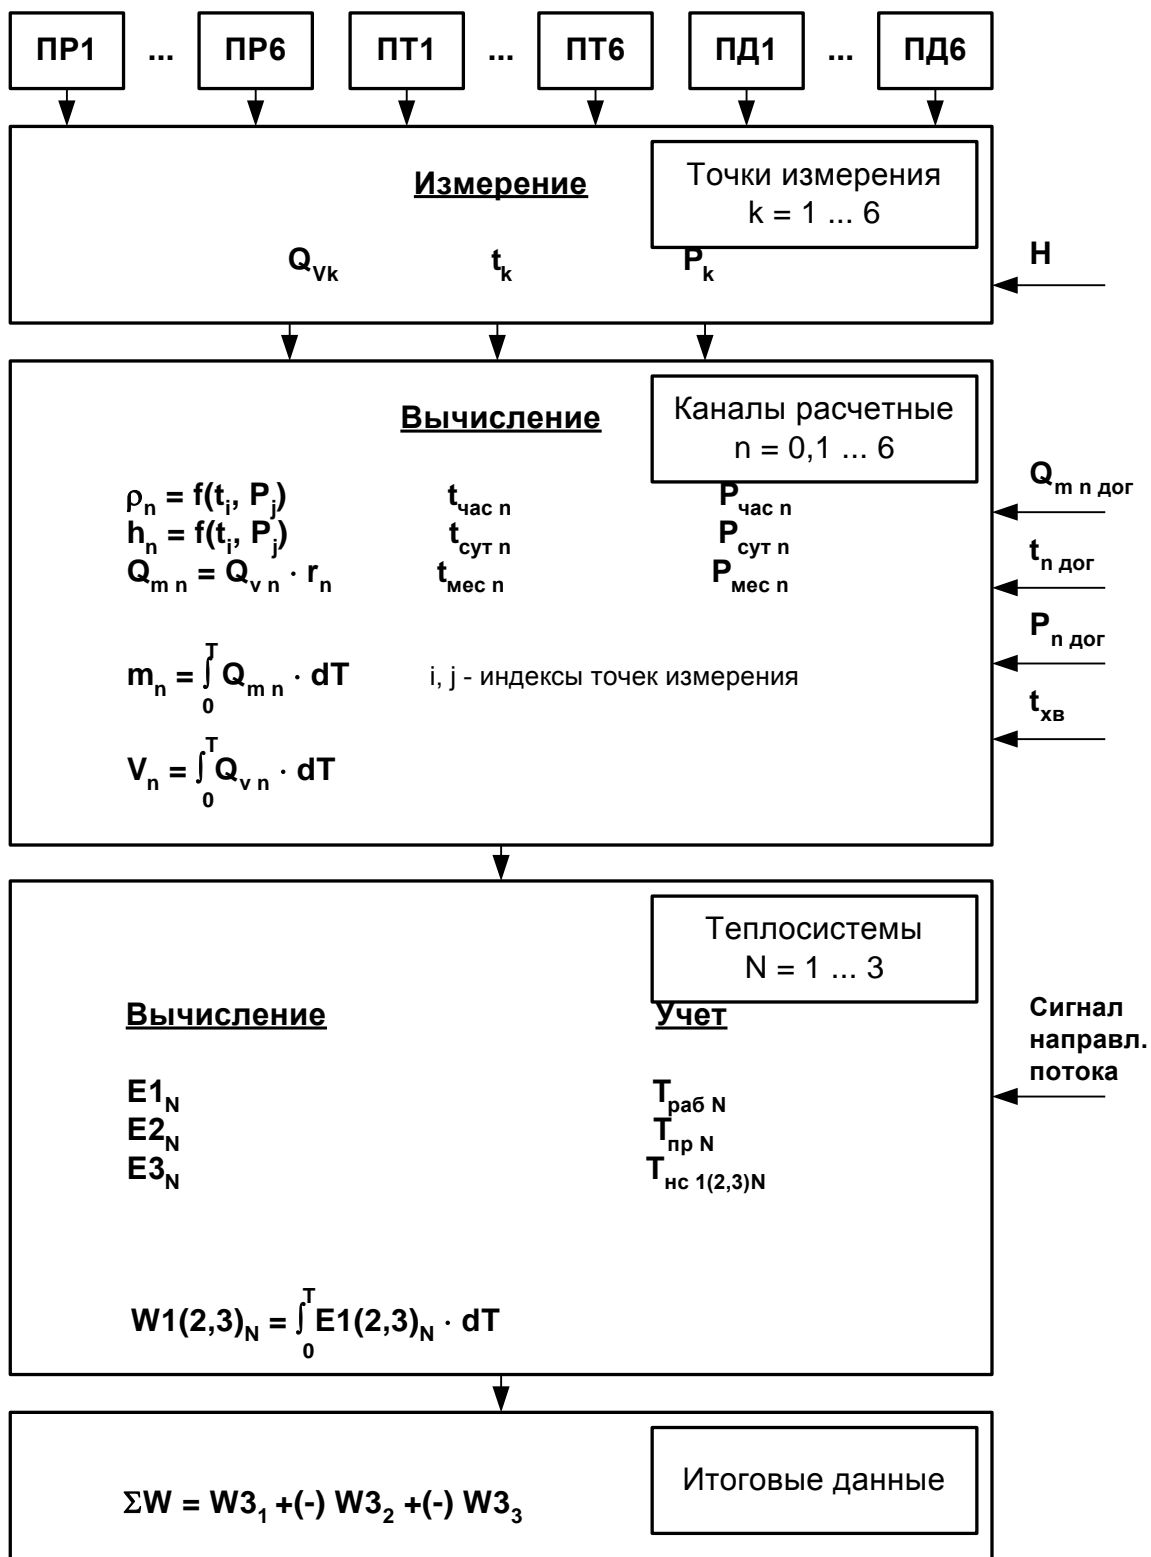 ПР1 ... ПР6 ПТ1 ... ПТ6 ПД1 ... ПД6
Точки измерения
k = 1 ... 6
Измерение
Q_Vk t_k P_k
H
Каналы расчетные
n = 0,1 ... 6
Вычисление
ρ_n = f(t_i, P_j) t_час n P_час n
h_n = f(t_i, P_j) t_сут n P_сут n
Q_m n = Q_v n · r_n t_мес n P_мес n
m_n = ∫_0^T Q_m n · dT i, j - индексы точек измерения
V_n = ∫_0^T Q_v n · dT
Q_m n дог
t_n дог
P_n дог
t_хв
Теплосистемы
N = 1 ... 3
Вычисление Учет
E1_N T_раб N
E2_N T_пр N
E3_N T_нс 1(2,3)N
W1(2,3)_N = ∫_0^T E1(2,3)_N · dT
Сигнал
направл.
потока
Итоговые данные
ΣW = W3_1 +(-) W3_2 +(-) W3_3